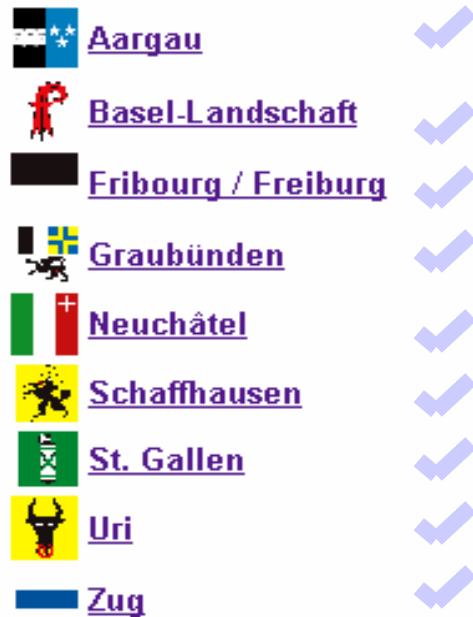 Aargau
Basel-Landschaft
Fribourg / Freiburg
Graubünden
Neuchâtel
Schaffhausen
St. Gallen
Uri
Zug